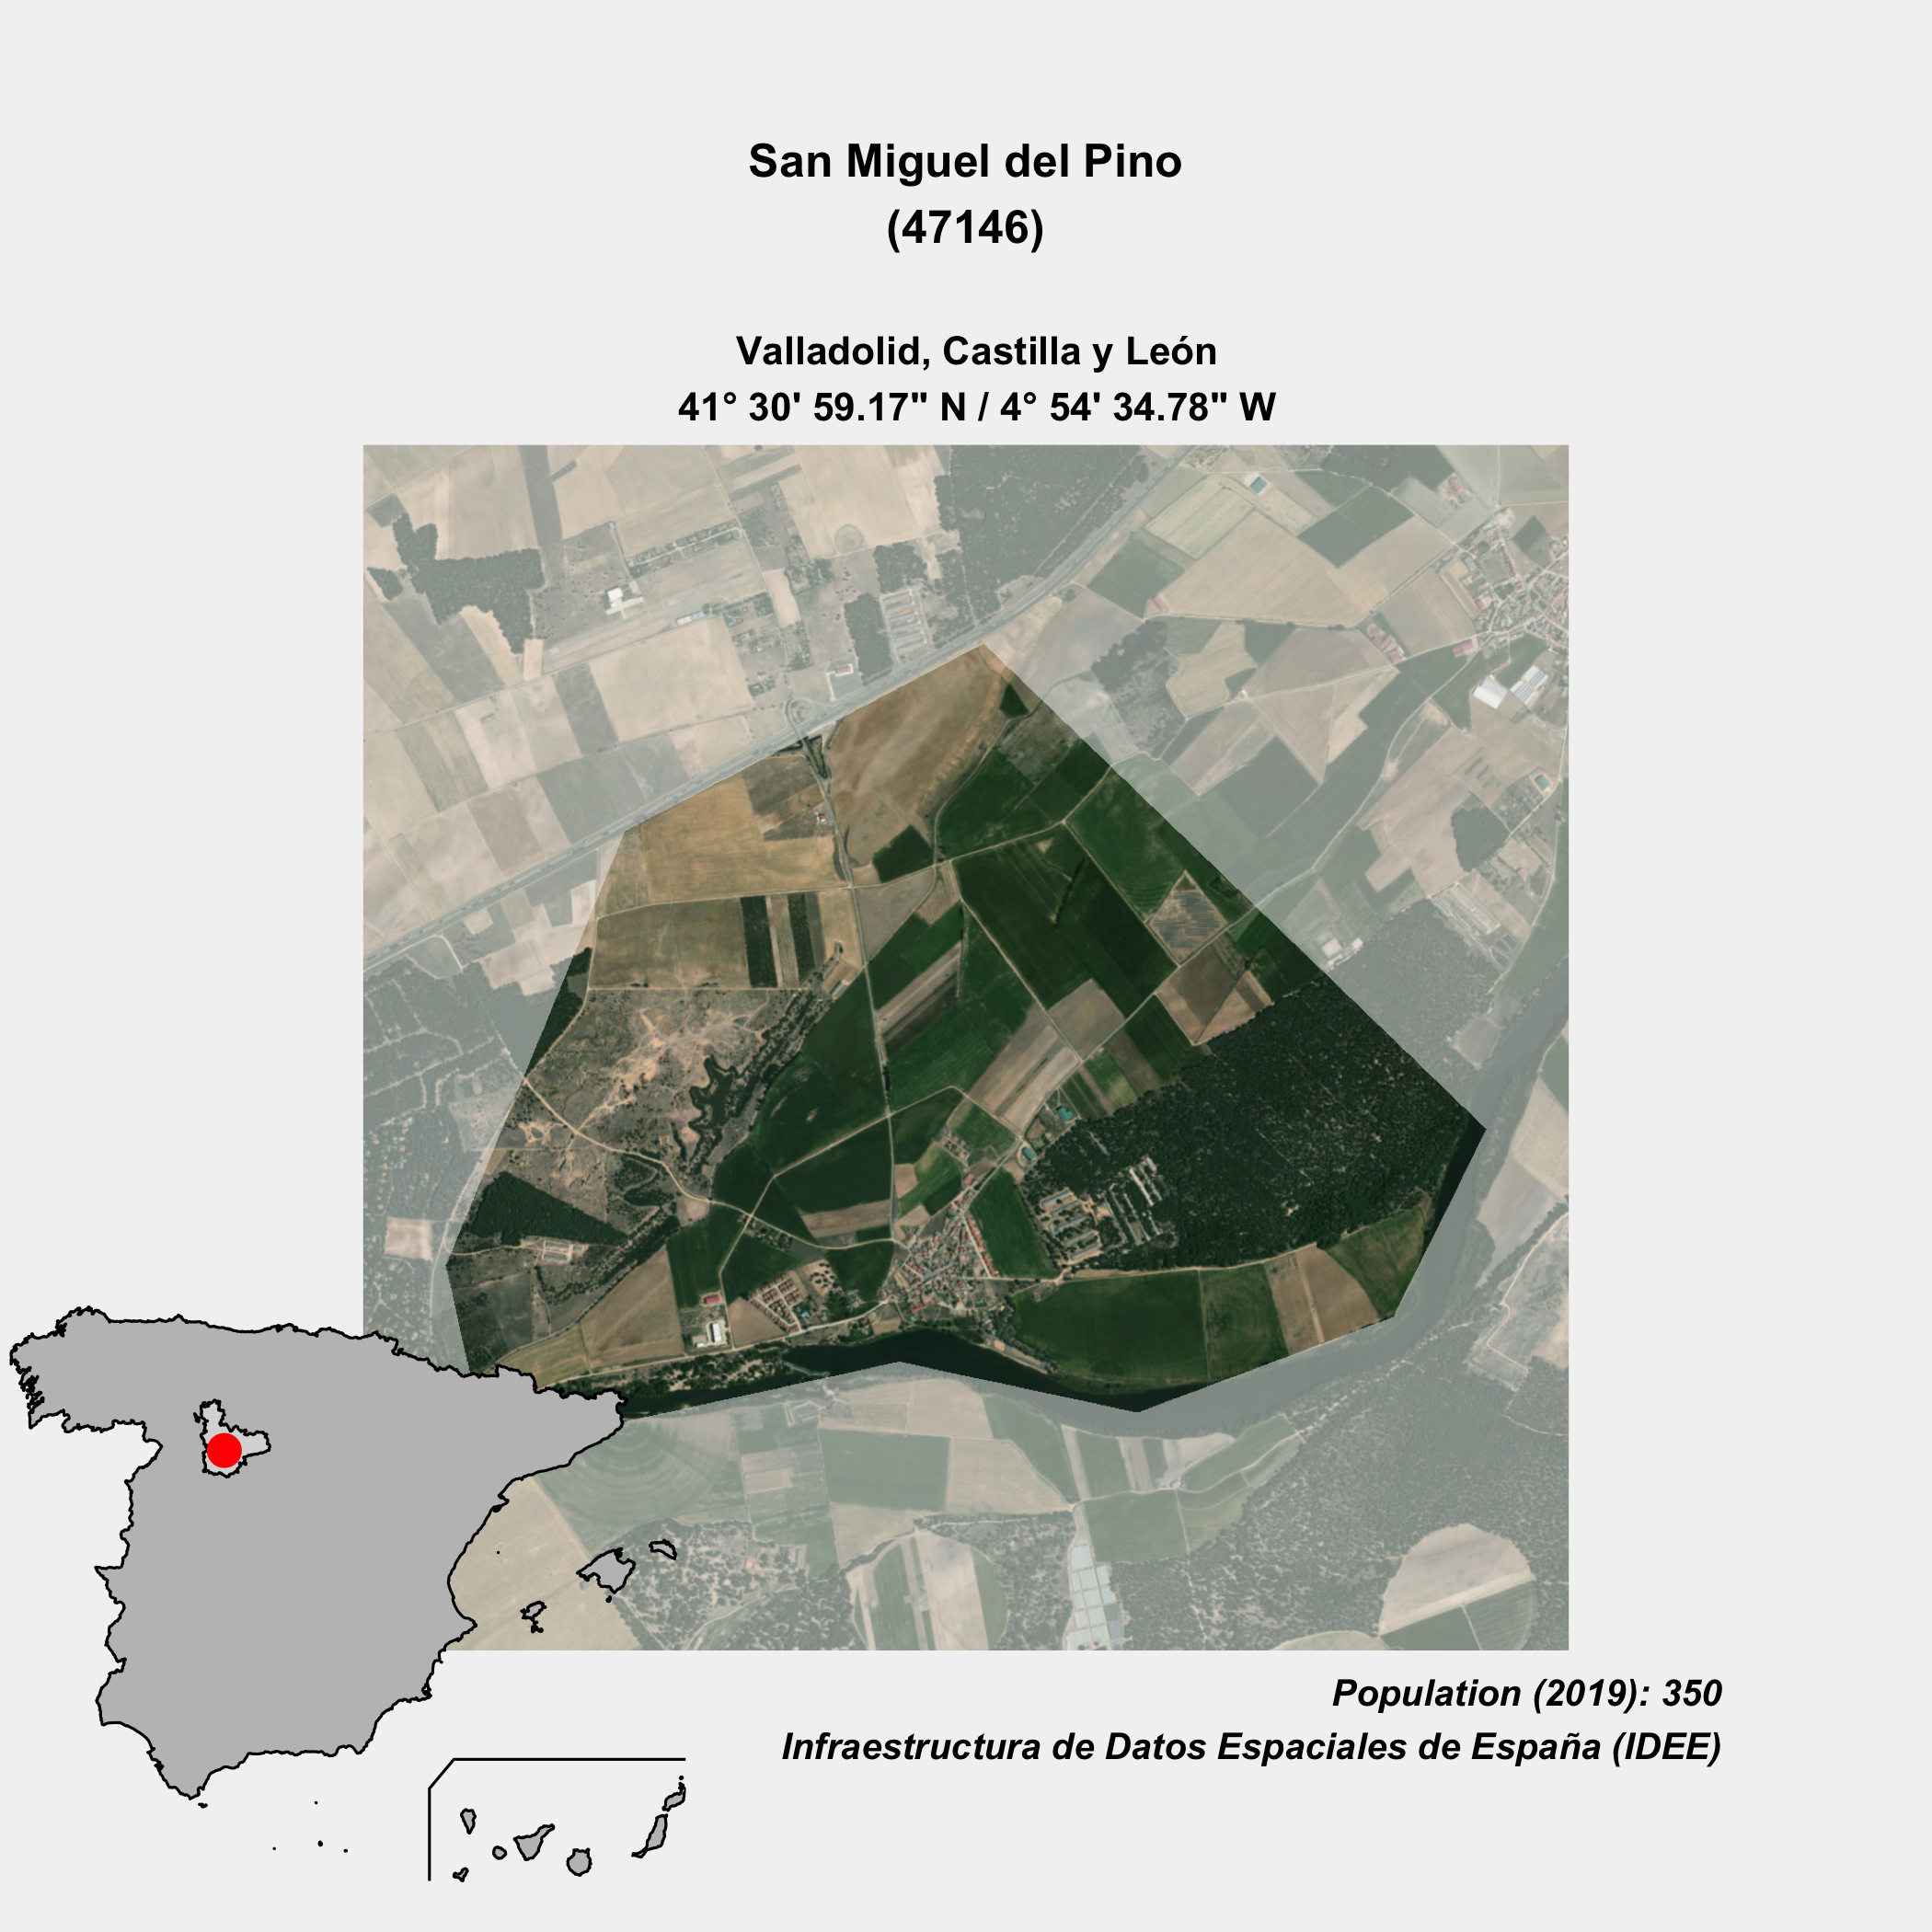 San Miguel del Pino
(47146)
Valladolid, Castilla y León
41° 30' 59.17" N / 4° 54' 34.78" W
Population (2019): 350
Infraestructura de Datos Espaciales de España (IDEE)